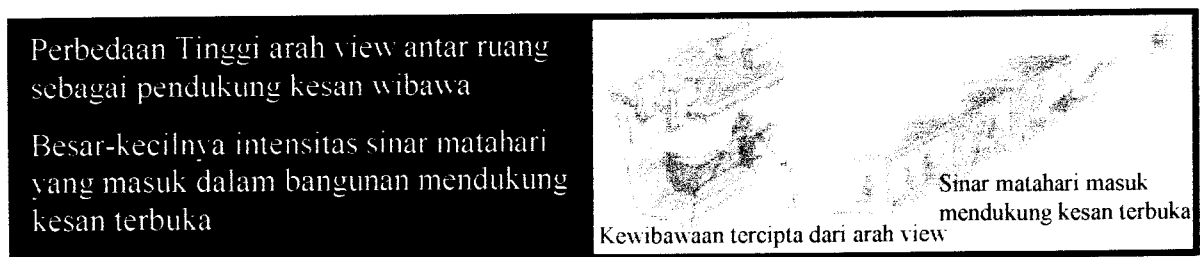 Perbedaan Tinggi arah view antar ruang
sebagai pendukung kesan wibawa
Besar-kecilnya intensitas sinar matahari
yang masuk dalam bangunan mendukung
kesan terbuka
Sinar matahari masuk
mendukung kesan terbuka
Kewibawaan tercipta dari arah view